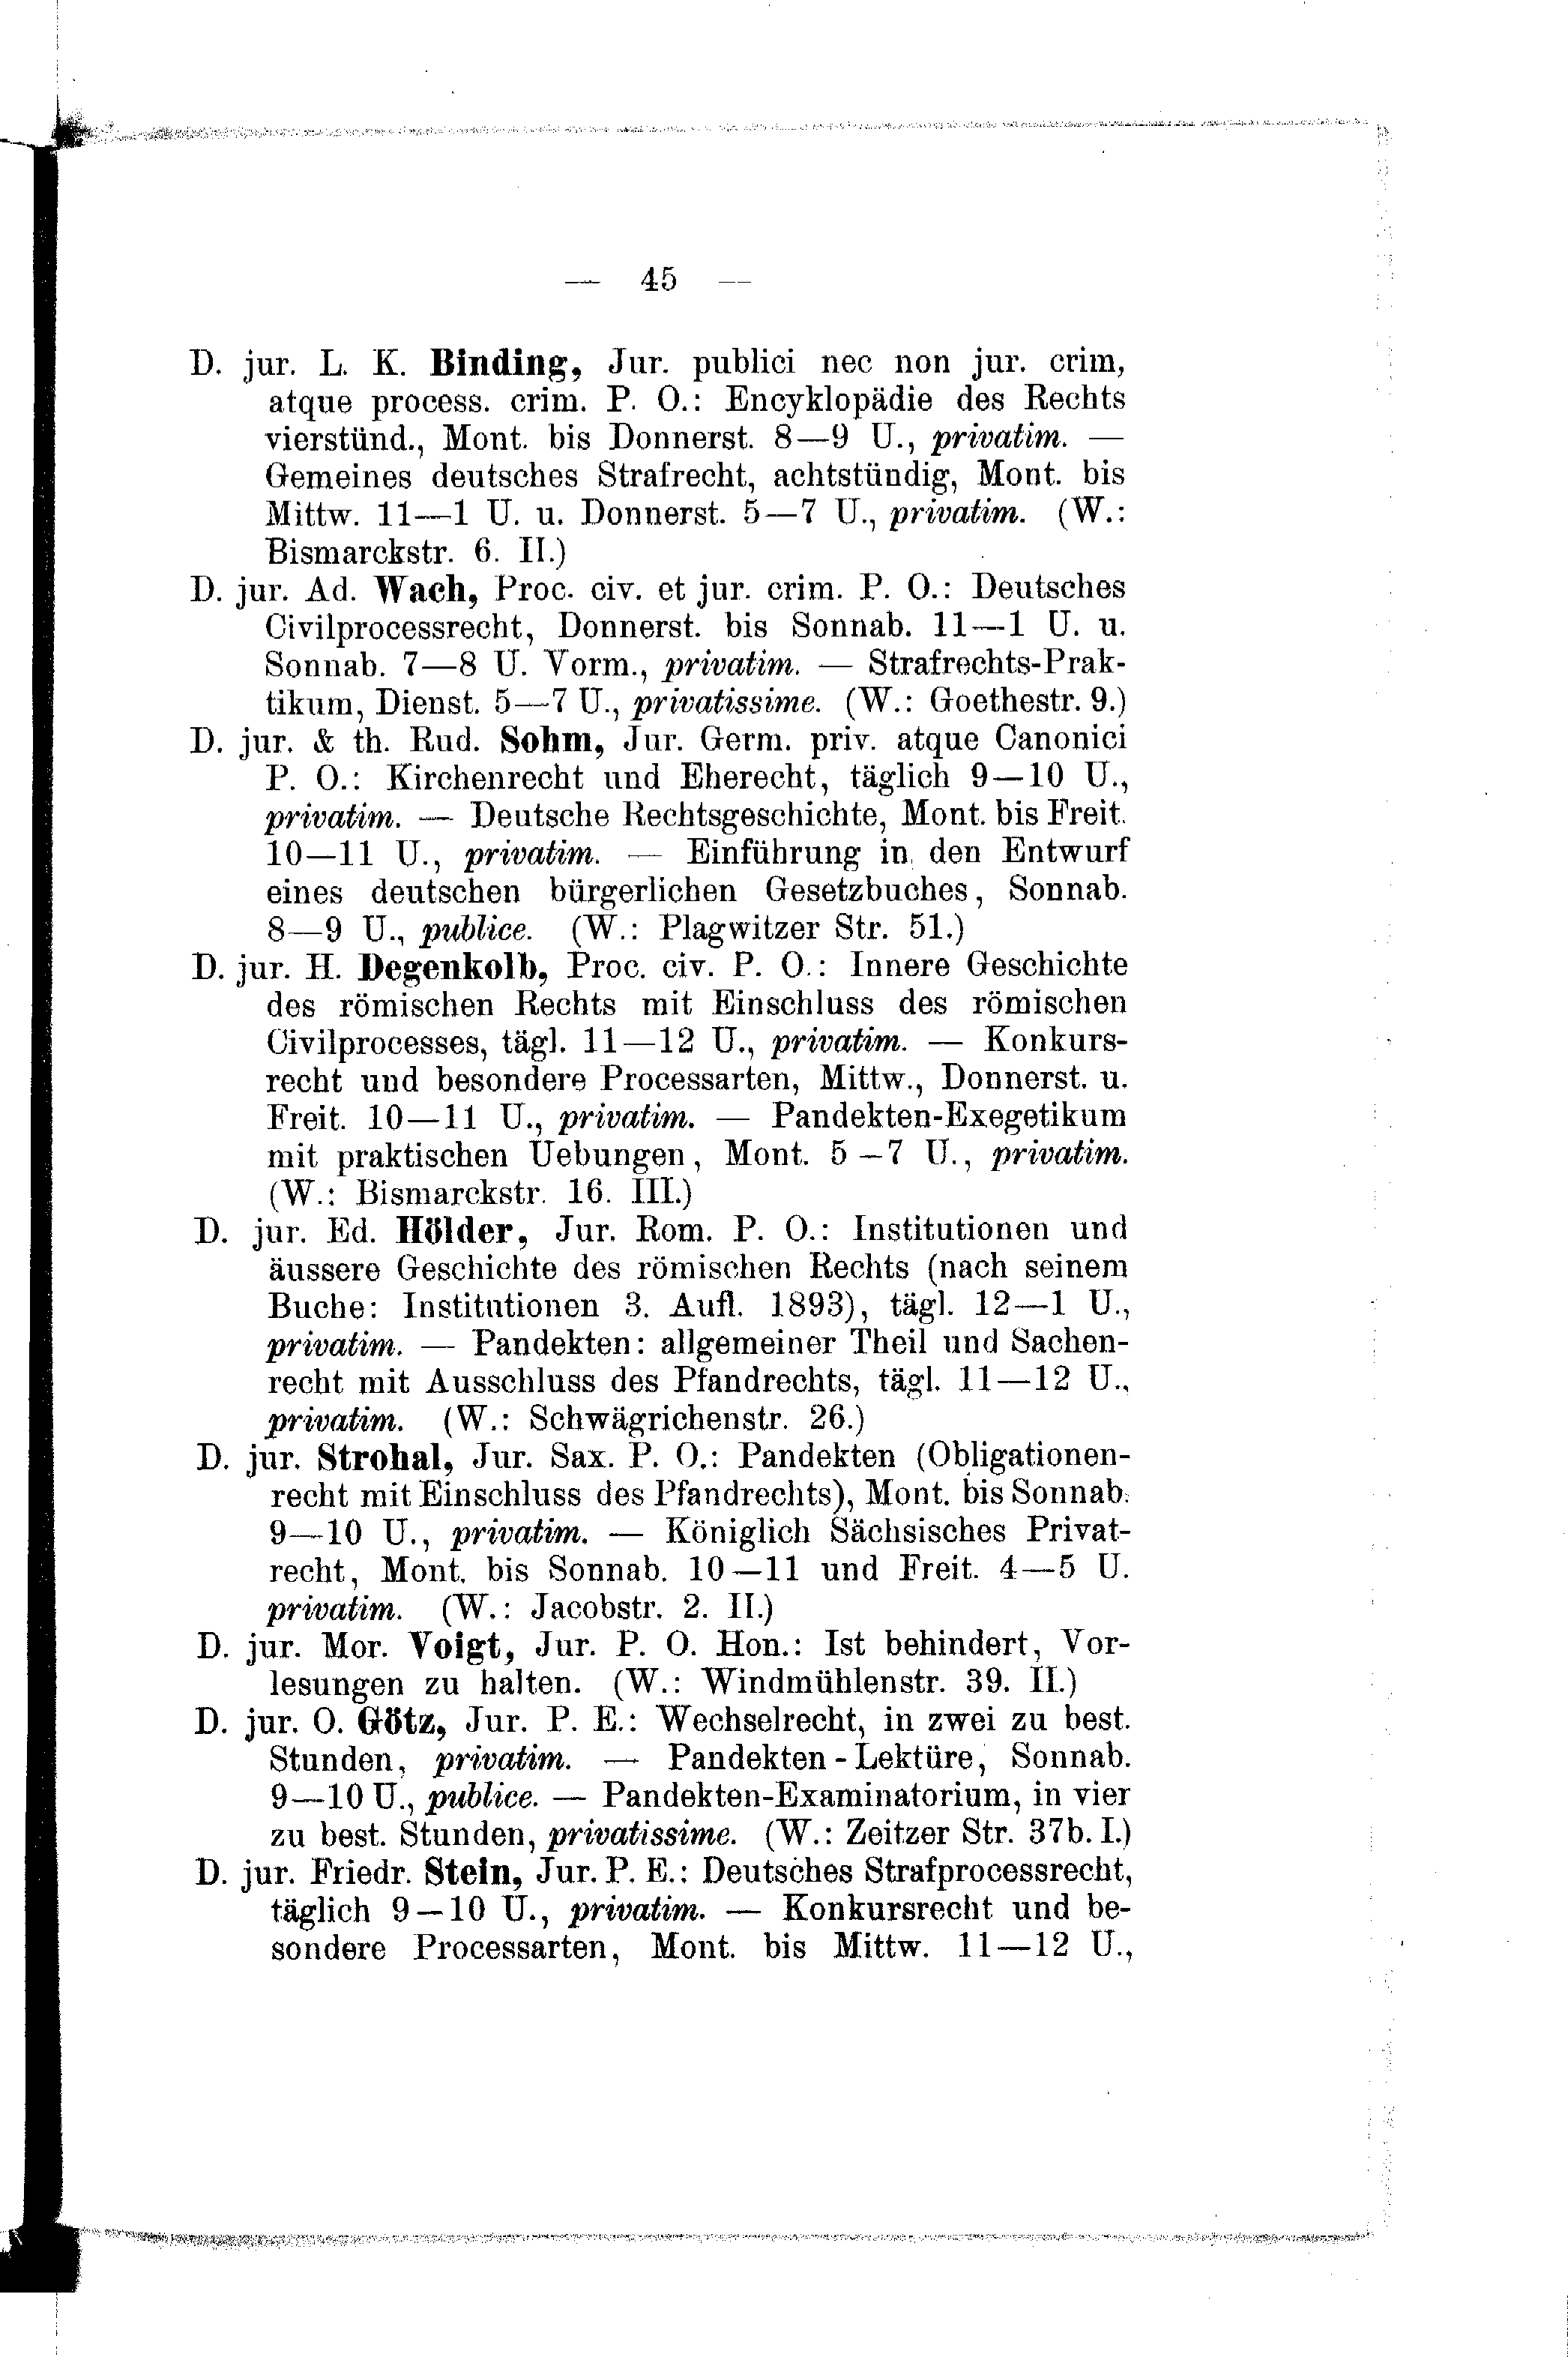 — 45 —
D. jur. L. K. Binding, Jur. publici nec non jur. crim,
atque process. crim. P. O.: Encyklopädie des Rechts
vierstünd., Mont. bis Donnerst. 8—9 U., privatim. —
Gemeines deutsches Strafrecht, achtstündig, Mont. bis
Mittw. 11—1 U. u. Donnerst. 5—7 U., privatim. (W.:
Bismarckstr. 6. II.)
D. jur. Ad. Wach, Proc. civ. et jur. crim. P. O.: Deutsches
Civilprocessrecht, Donnerst. bis Sonnab. 11—1 U. u.
Sonnab. 7—8 U. Vorm., privatim. — Strafrechts-Prak-
tikum, Dienst. 5—7 U., privatissime. (W.: Goethestr. 9.)
D. jur. & th. Rud. Sohm, Jur. Germ. priv. atque Canonici
P. O.: Kirchenrecht und Eherecht, täglich 9—10 U.,
privatim. — Deutsche Rechtsgeschichte, Mont. bis Freit.
10—11 U., privatim. — Einführung in den Entwurf
eines deutschen bürgerlichen Gesetzbuches, Sonnab.
8—9 U., publice. (W.: Plagwitzer Str. 51.)
D. jur. H. Degenkolb, Proc. civ. P. O.: Innere Geschichte
des römischen Rechts mit Einschluss des römischen
Civilprocesses, tägl. 11—12 U., privatim. — Konkurs-
recht und besondere Processarten, Mittw., Donnerst. u.
Freit. 10—11 U., privatim. — Pandekten-Exegetikum
mit praktischen Uebungen, Mont. 5—7 U., privatim.
(W.: Bismarckstr. 16. III.)
D. jur. Ed. Hölder, Jur. Rom. P. O.: Institutionen und
äussere Geschichte des römischen Rechts (nach seinem
Buche: Institutionen 3. Aufl. 1893), tägl. 12—1 U.,
privatim. — Pandekten: allgemeiner Theil und Sachen-
recht mit Ausschluss des Pfandrechts, tägl. 11—12 U.,
privatim. (W.: Schwägrichenstr. 26.)
D. jur. Strohal, Jur. Sax. P. O.: Pandekten (Obligationen-
recht mit Einschluss des Pfandrechts), Mont. bis Sonnab.
9—10 U., privatim. — Königlich Sächsisches Privat-
recht, Mont. bis Sonnab. 10—11 und Freit. 4—5 U.
privatim. (W.: Jacobstr. 2. II.)
D. jur. Mor. Voigt, Jur. P. O. Hon.: Ist behindert, Vor-
lesungen zu halten. (W.: Windmühlenstr. 39. II.)
D. jur. O. Götz, Jur. P. E.: Wechselrecht, in zwei zu best.
Stunden, privatim. — Pandekten-Lektüre, Sonnab.
9—10 U., publice. — Pandekten-Examinatorium, in vier
zu best. Stunden, privatissime. (W.: Zeitzer Str. 37b. I.)
D. jur. Friedr. Stein, Jur. P. E.: Deutsches Strafprocessrecht,
täglich 9—10 U., privatim. — Konkursrecht und be-
sondere Processarten, Mont. bis Mittw. 11—12 U.,